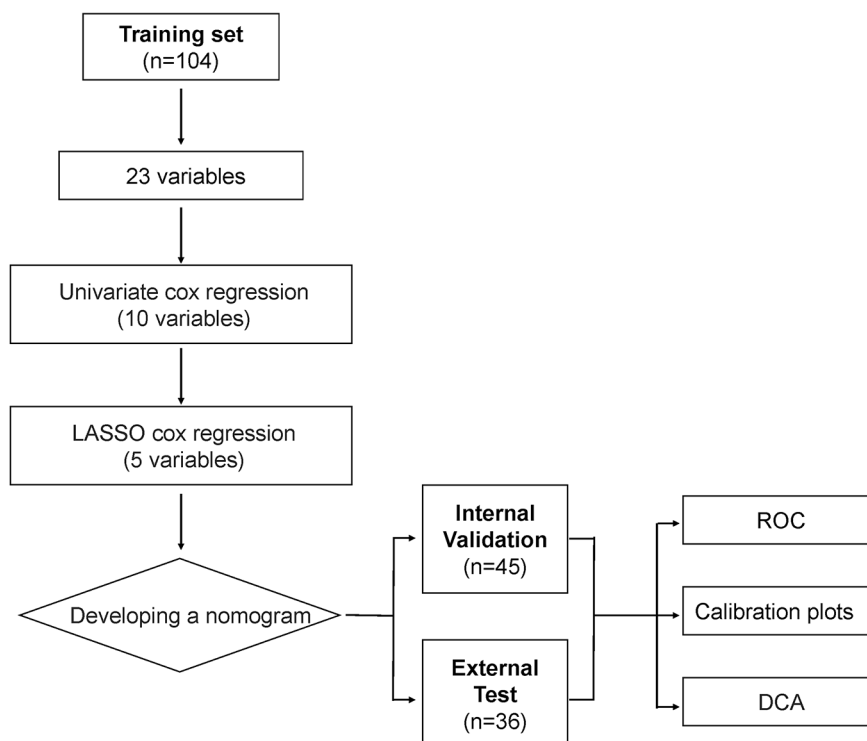 Training set
(n=104)
23 variables
Univariate cox regression
(10 variables)
LASSO cox regression
(5 variables)
Developing a nomogram
Internal
Validation
(n=45)
External
Test
(n=36)
ROC
Calibration plots
DCA